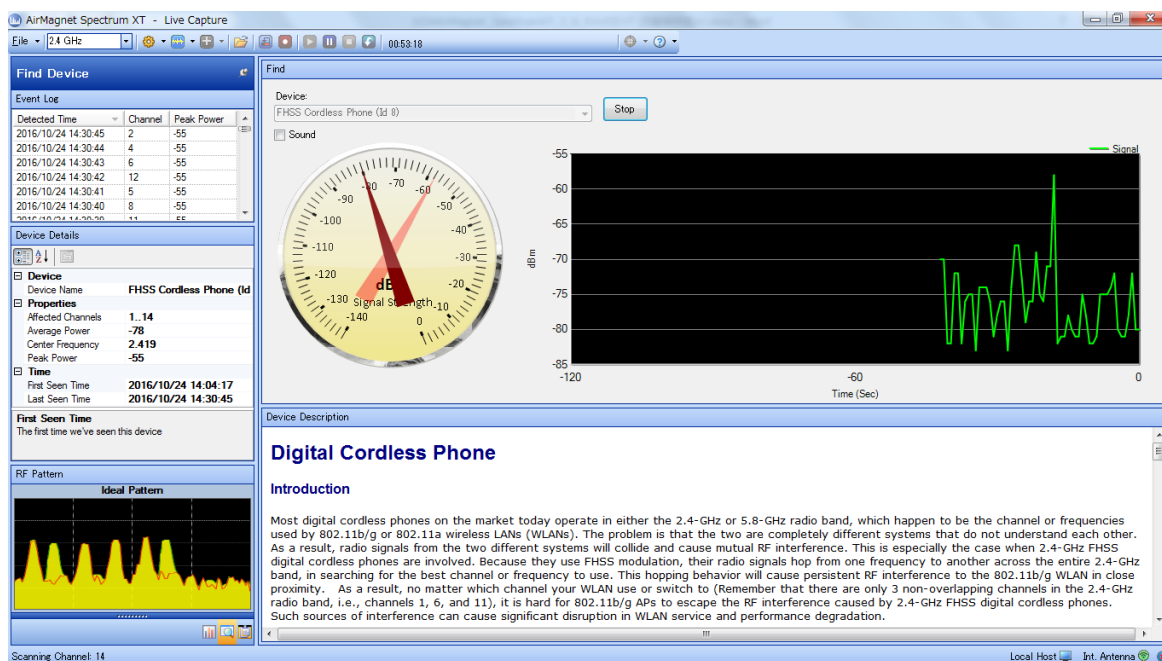 AirMagnet Spectrum XT - Live Capture
File 2.4 GHz 00:53:18
Find Device
Event Log
Detected Time Channel Peak Power
2016/10/24 14:30:45 2 -55
2016/10/24 14:30:44 4 -55
2016/10/24 14:30:43 6 -55
2016/10/24 14:30:42 12 -55
2016/10/24 14:30:41 5 -55
2016/10/24 14:30:40 8 -55
2016/10/24 14:30:39 11 -55
Device Details
Device
Device Name FHSS Cordless Phone (Id
Properties
Affected Channels 1..14
Average Power -78
Center Frequency 2.419
Peak Power -55
Time
First Seen Time 2016/10/24 14:04:17
Last Seen Time 2016/10/24 14:30:45
First Seen Time
The first time we've seen this device
RF Pattern
Ideal Pattern
Find
Device:
FHSS Cordless Phone (Id 8)
Stop
Sound
-140
-130
-120
-110
-100
-90
-80
-70
-60
-50
-40
-30
-20
-10
0
Signal Strength
Signal
-55
-60
-65
-70
-75
-80
-85
dBm
-120 -60 0
Time (Sec)
Device Description
Digital Cordless Phone
Introduction
Most digital cordless phones on the market today operate in either the 2.4-GHz or 5.8-GHz radio band, which happen to be the channel or frequencies
used by 802.11b/g or 802.11a wireless LANs (WLANs). The problem is that the two are completely different systems that do not understand each other.
As a result, radio signals from the two different systems will collide and cause mutual RF interference. This is especially the case when 2.4-GHz FHSS
digital cordless phones are involved. Because they use FHSS modulation, their radio signals hop from one frequency to another across the entire 2.4-GHz
band, in searching for the best channel or frequency to use. This hopping behavior will cause persistent RF interference to the 802.11b/g WLAN in close
proximity. As a result, no matter which channel your WLAN use or switch to (Remember that there are only 3 non-overlapping channels in the 2.4-GHz
radio band, i.e., channels 1, 6, and 11), it is hard for 802.11b/g APs to escape the RF interference caused by 2.4-GHz FHSS digital cordless phones.
Such sources of interference can cause significant disruption in WLAN service and performance degradation.
Scanning Channel: 14
Local Host Int. Antenna